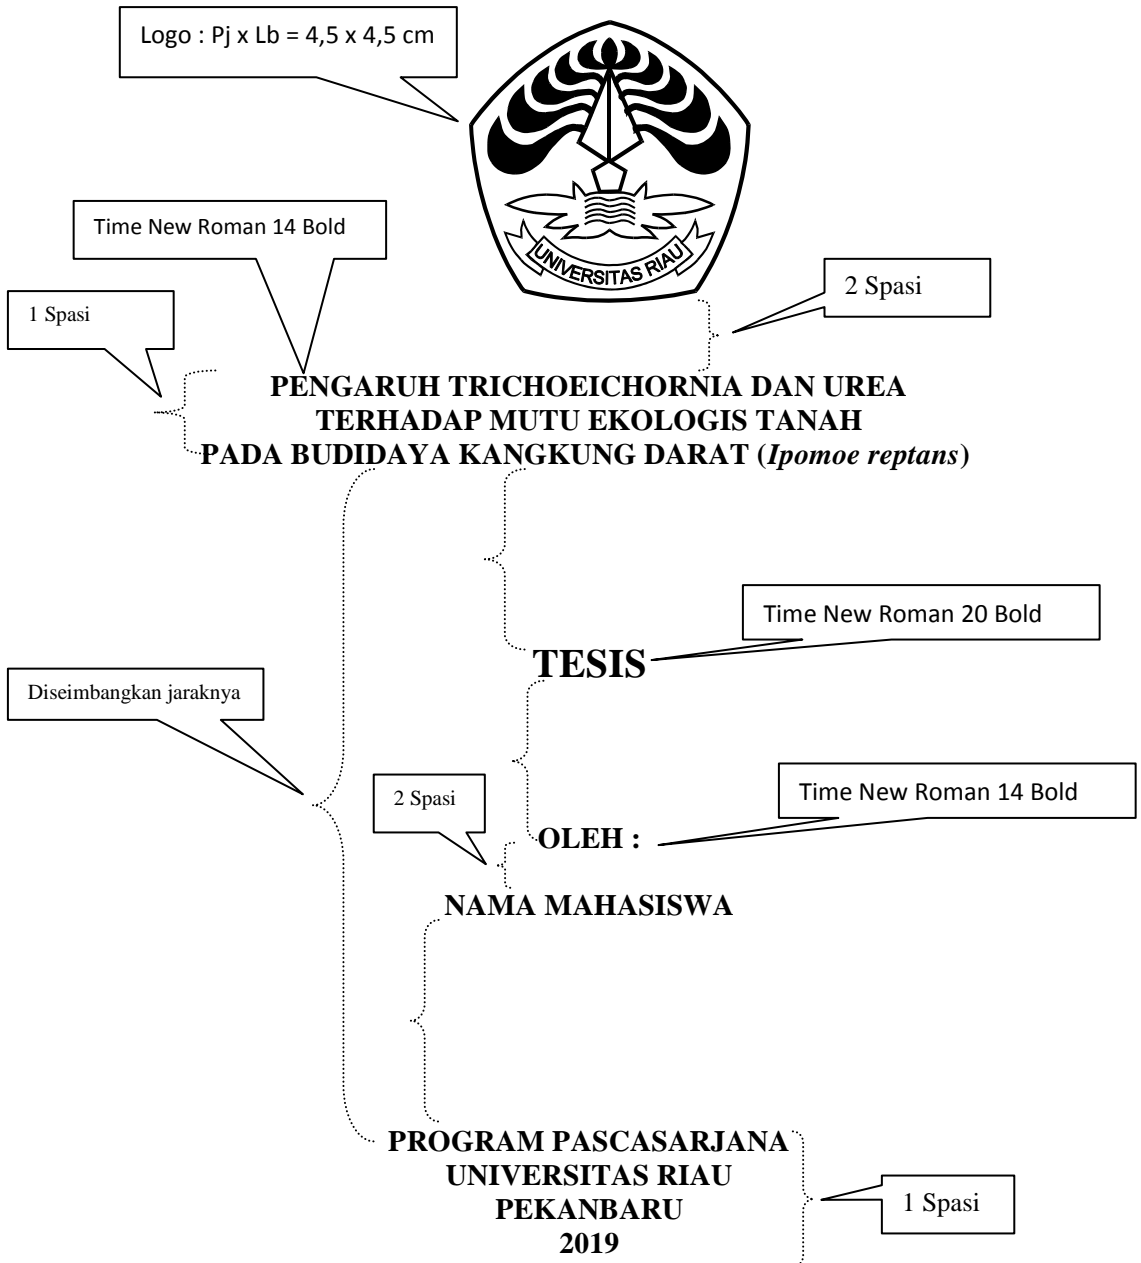 Logo : Pj x Lb = 4,5 x 4,5 cm
UNIVERSITAS RIAU
Time New Roman 14 Bold
2 Spasi
1 Spasi
PENGARUH TRICHOEICHORNIA DAN UREA
TERHADAP MUTU EKOLOGIS TANAH
PADA BUDIDAYA KANGKUNG DARAT (Ipomoe reptans)
Time New Roman 20 Bold
TESIS
Diseimbangkan jaraknya
2 Spasi
Time New Roman 14 Bold
OLEH :
NAMA MAHASISWA
PROGRAM PASCASARJANA
UNIVERSITAS RIAU
PEKANBARU
2019
1 Spasi